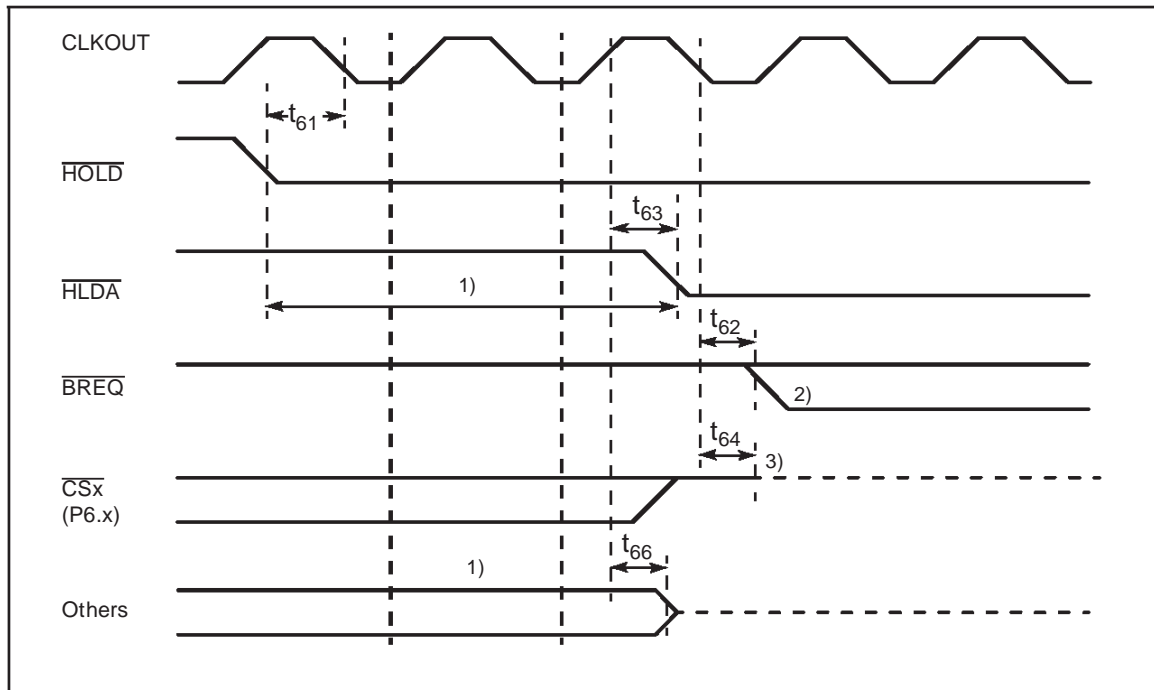 CLKOUT
t61
HOLD
t63
HLDA
1)
t62
BREQ
2)
t64
3)
CSx
(P6.x)
t66
1)
Others